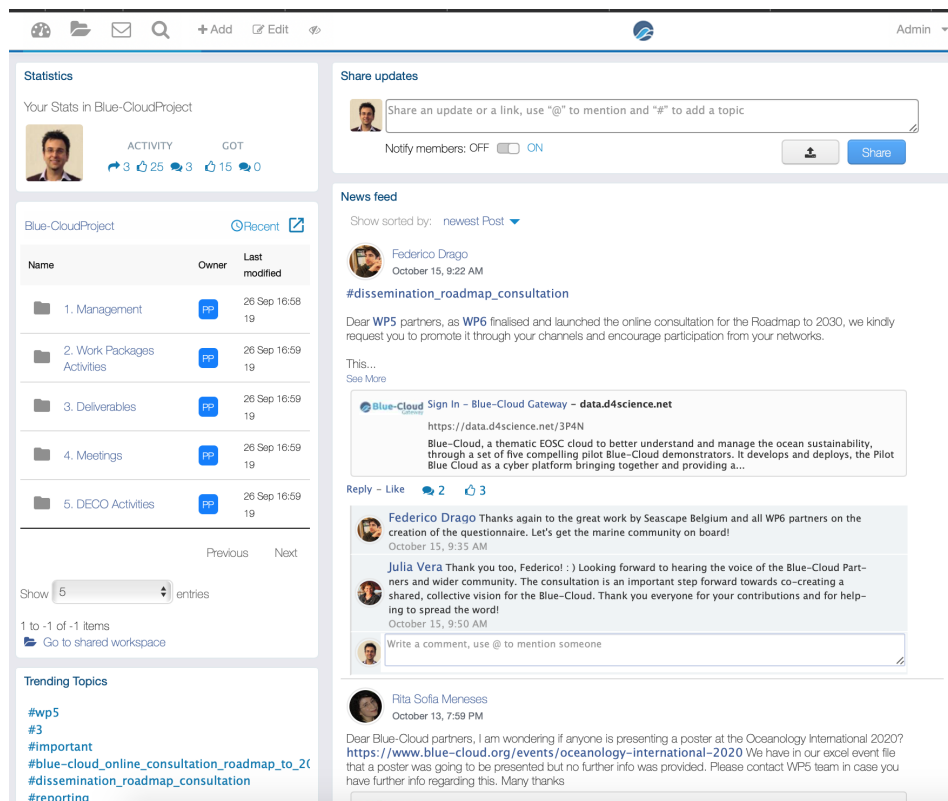 Add
Edit
Admin
Statistics
Your Stats in Blue-CloudProject
ACTIVITY GOT
3 25 3 15 0
Blue-CloudProject Recent
Name Owner Last modified
1. Management PP 26 Sep 16:58 19
2. Work Packages Activities PP 26 Sep 16:59 19
3. Deliverables PP 26 Sep 16:59 19
4. Meetings PP 26 Sep 16:59 19
5. DECO Activities PP 26 Sep 16:59 19
Previous Next
Show 5 entries
1 to -1 of -1 items
Go to shared workspace
Trending Topics
#wp5
#3
#important
#blue-cloud_online_consultation_roadmap_to_20
#dissemination_roadmap_consultation
#reporting
Share updates
Share an update or a link, use "@" to mention and "#" to add a topic
Notify members: OFF ON
Share
News feed
Show sorted by: newest Post
Federico Drago
October 15, 9:22 AM
#dissemination_roadmap_consultation
Dear WP5 partners, as WP6 finalised and launched the online consultation for the Roadmap to 2030, we kindly
request you to promote it through your channels and encourage participation from your networks.
This...
See More
Blue-Cloud Gateway
Sign In - Blue-Cloud Gateway - data.d4science.net
https://data.d4science.net/3P4N
Blue-Cloud, a thematic EOSC cloud to better understand and manage the ocean sustainability,
through a set of five compelling pilot Blue-Cloud demonstrators. It develops and deploys, the Pilot
Blue Cloud as a cyber platform bringing together and providing a...
Reply - Like 2 3
Federico Drago Thanks again to the great work by Seascape Belgium and all WP6 partners on the
creation of the questionnaire. Let's get the marine community on board!
October 15, 9:35 AM
Julia Vera Thank you too, Federico! : ) Looking forward to hearing the voice of the Blue-Cloud Part-
ners and wider community. The consultation is an important step forward towards co-creating a
shared, collective vision for the Blue-Cloud. Thank you everyone for your contributions and for help-
ing to spread the word!
October 15, 9:50 AM
Write a comment, use @ to mention someone
Rita Sofia Meneses
October 13, 7:59 PM
Dear Blue-Cloud partners, I am wondering if anyone is presenting a poster at the Oceanology International 2020?
https://www.blue-cloud.org/events/oceanology-international-2020 We have in our excel event file
that a poster was going to be presented but no further info was provided. Please contact WP5 team in case you
have further info regarding this. Many thanks